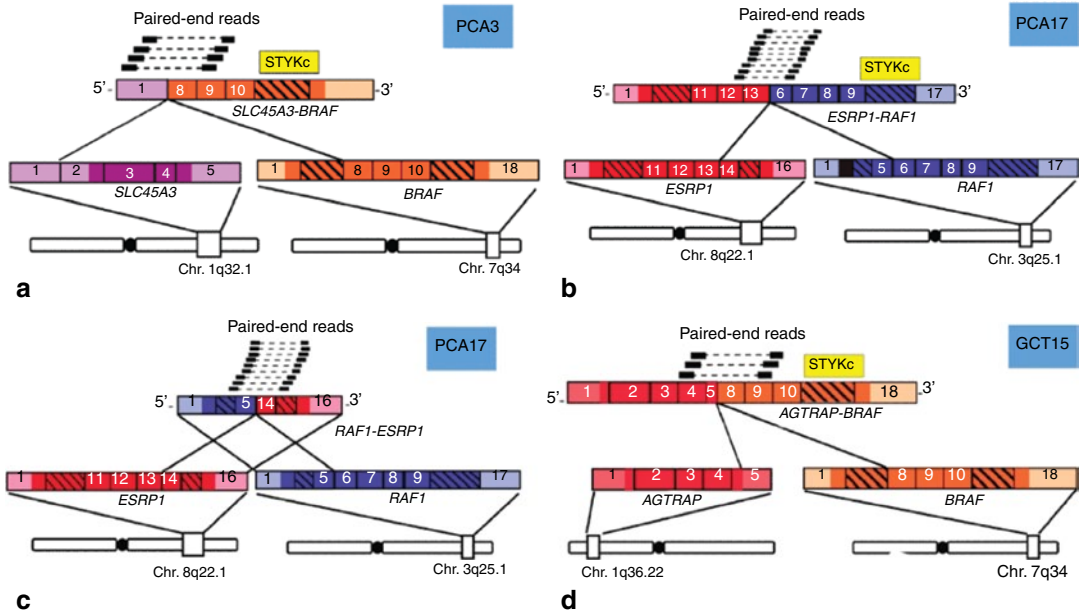 Paired-end reads
PCA3
STYKc
5' 1 8 9 10 3'
SLC45A3-BRAF
1 2 3 4 5
SLC45A3
1 8 9 10 18
BRAF
Chr. 1q32.1
Chr. 7q34
a
Paired-end reads
PCA17
STYKc
5' 1 11 12 13 6 7 8 9 17 3'
ESRP1-RAF1
1 11 12 13 14 16
ESRP1
1 5 6 7 8 9 17
RAF1
Chr. 8q22.1
Chr. 3q25.1
b
Paired-end reads
PCA17
5' 1 5 14 16 3'
RAF1-ESRP1
1 11 12 13 14 16
ESRP1
1 5 6 7 8 9 17
RAF1
Chr. 8q22.1
Chr. 3q25.1
c
Paired-end reads
GCT15
STYKc
5' 1 2 3 4 5 8 9 10 18 3'
AGTRAP-BRAF
1 2 3 4 5
AGTRAP
1 8 9 10 18
BRAF
Chr. 1q36.22
Chr. 7q34
d